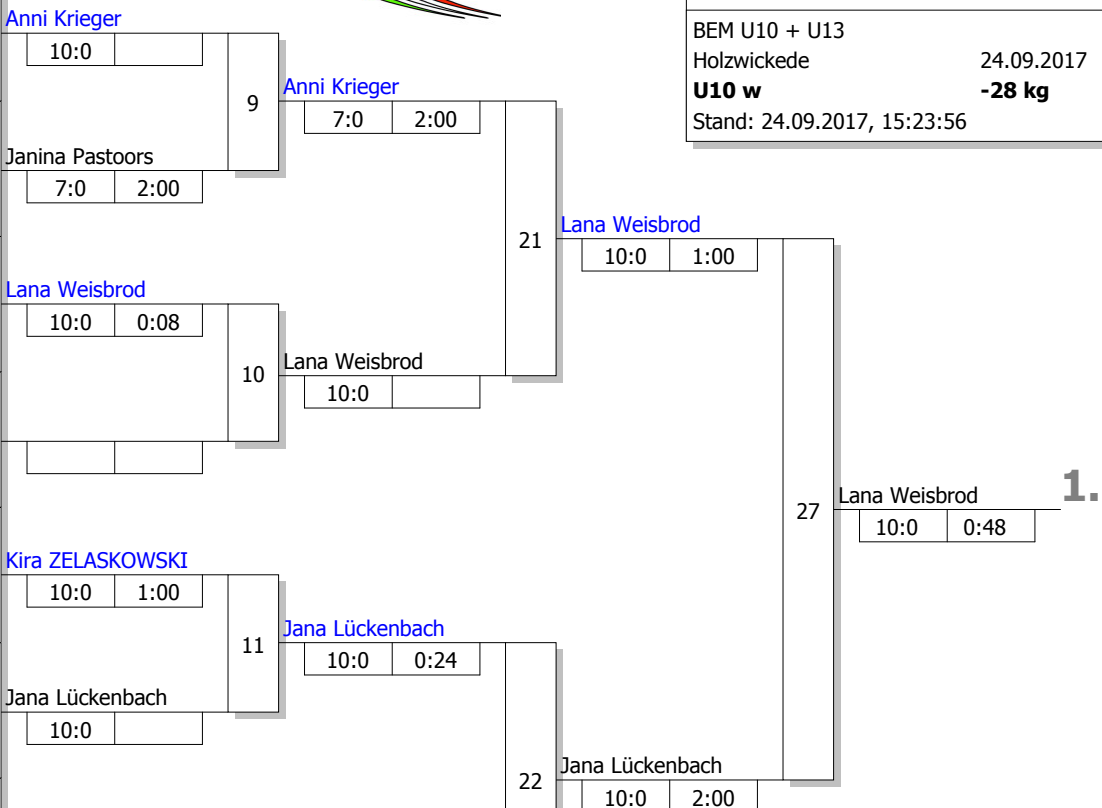 BEM U10 + U13
Holzwickede 24.09.2017
U10 w -28 kg
Stand: 24.09.2017, 15:23:56
Anni Krieger
10:0
9
Janina Pastoors
7:0 2:00
Anni Krieger
7:0 2:00
21
Lana Weisbrod
10:0 0:08
10
Lana Weisbrod
10:0
Lana Weisbrod
10:0 1:00
27
Lana Weisbrod
10:0 0:48
1.
Kira ZELASKOWSKI
10:0 1:00
11
Jana Lückenbach
10:0
Jana Lückenbach
10:0 0:24
22
Jana Lückenbach
10:0 2:00